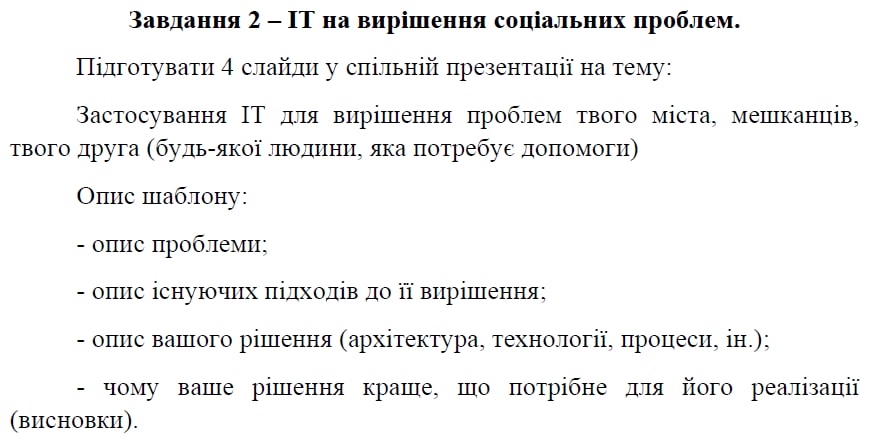 Завдання 2 – ІТ на вирішення соціальних проблем.
Підготувати 4 слайди у спільній презентації на тему:
Застосування ІТ для вирішення проблем твого міста, мешканців,
твого друга (будь-якої людини, яка потребує допомоги)
Опис шаблону:
- опис проблеми;
- опис існуючих підходів до її вирішення;
- опис вашого рішення (архітектура, технології, процеси, ін.);
- чому ваше рішення краще, що потрібне для його реалізації
(висновки).